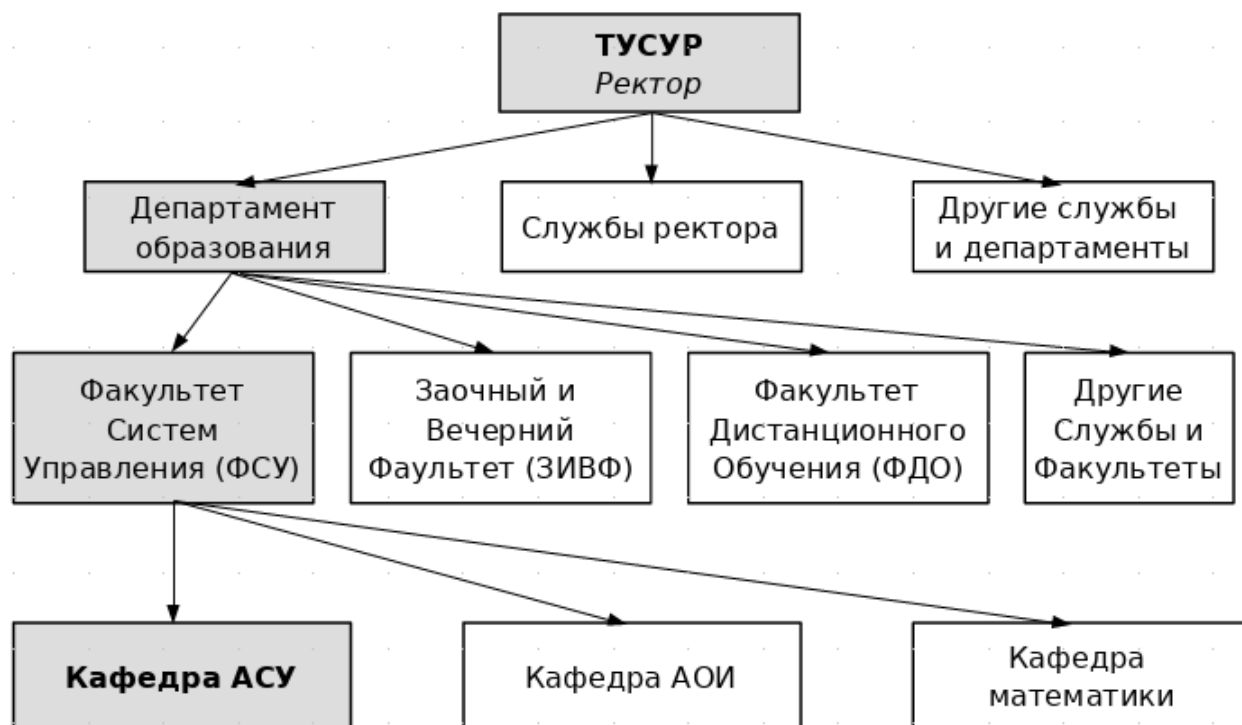 ТУСУР
Ректор
Департамент
образования
Службы ректора
Другие службы
и департаменты
Факультет
Систем
Управления (ФСУ)
Заочный и
Вечерний
Фаультет (ЗИВФ)
Факультет
Дистанционного
Обучения (ФДО)
Другие
Службы и
Факультеты
Кафедра АСУ
Кафедра АОИ
Кафедра
математики